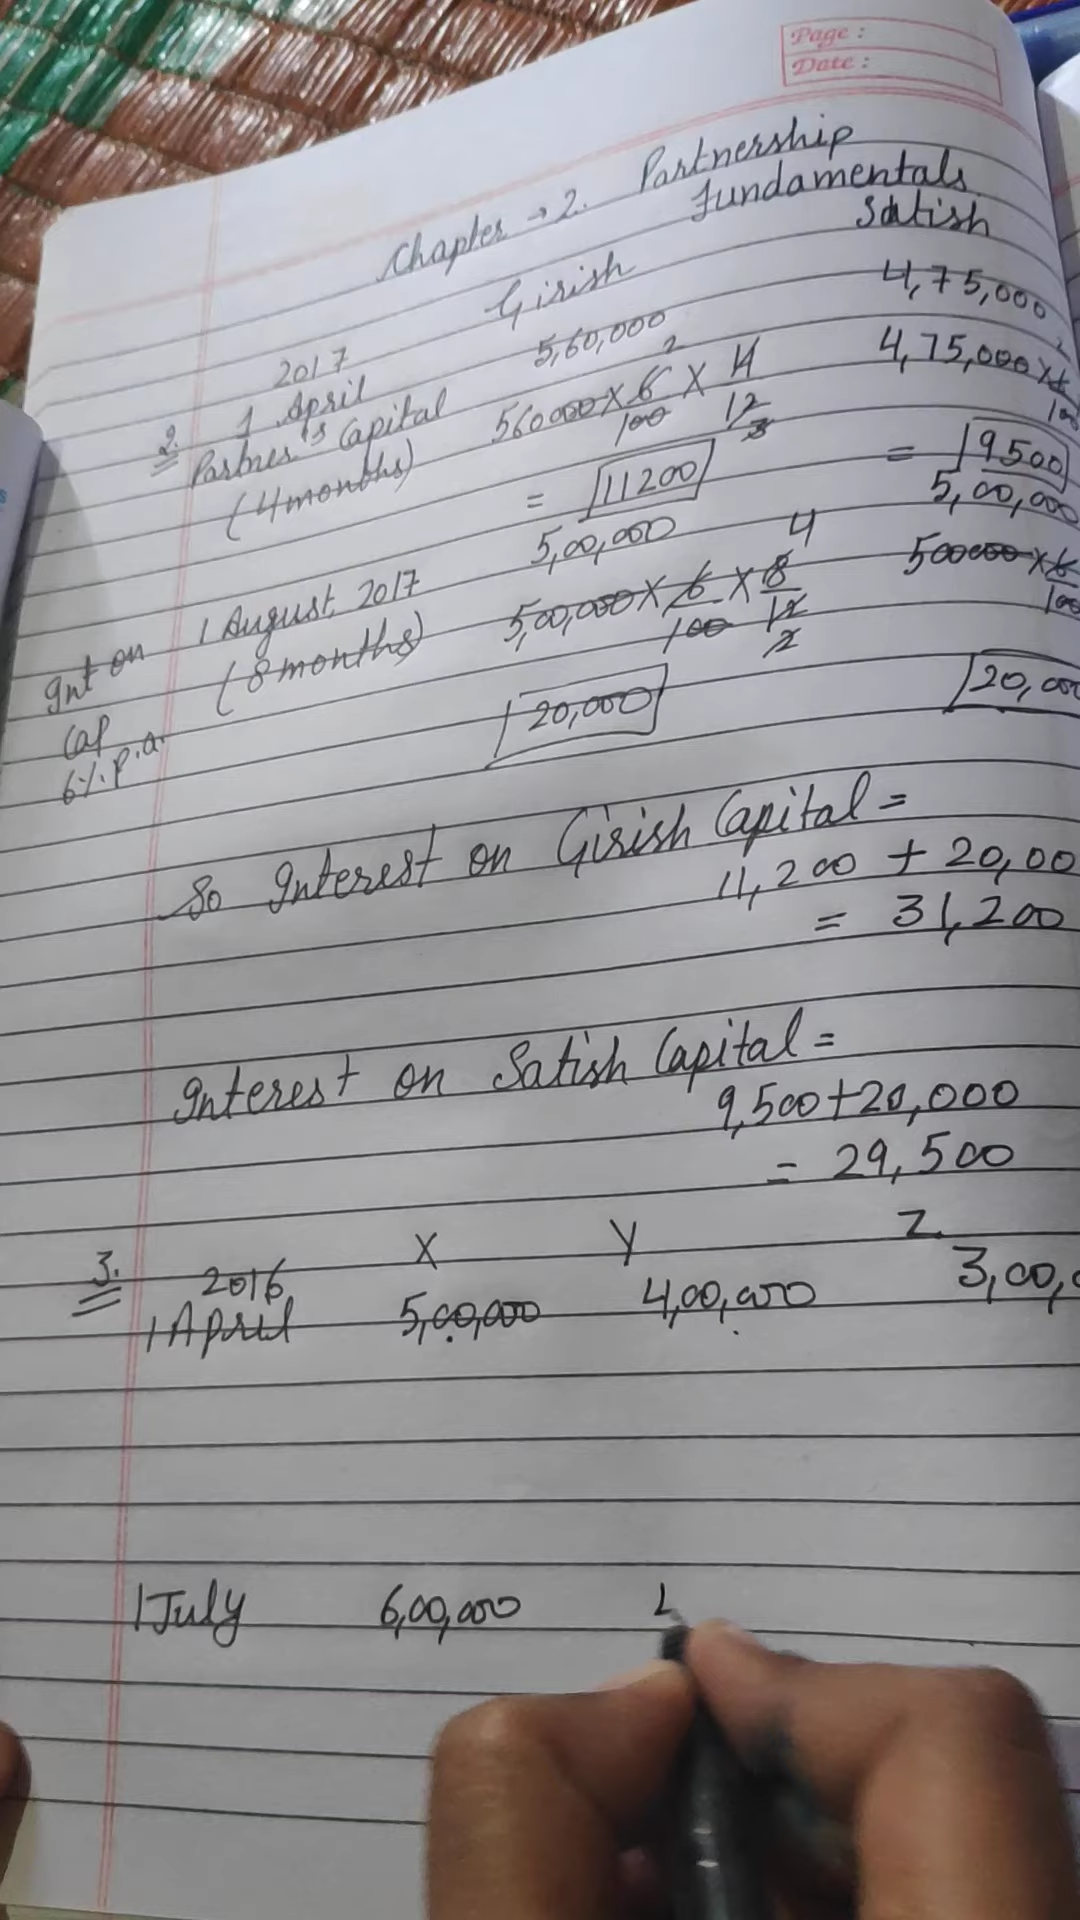 Page :
Date :
Chapter → 2. Partnership
Fundamentals
Girish Satish
2017
2. 1 April 5,60,000 4,75,000
Partner's Capital 560000 × 6 × 4 4,75,000 × 6
2
100 12 100
3
(4 months) = 11200 = 9500
5,00,000 5,00,000
1 August, 2017 5,00,000 × 6 × 8 500000 × 6
4
100 12 100
2
Int on (8 months)
Cap 20,000 20,000
6% p.a.
So Interest on Girish Capital =
11,200 + 20,00
= 31,200
Interest on Satish Capital =
9,500 + 20,000
= 29,500
X Y Z.
3. 2016
1 April 5,00,000 4,00,000 3,00,
1 July 6,00,000